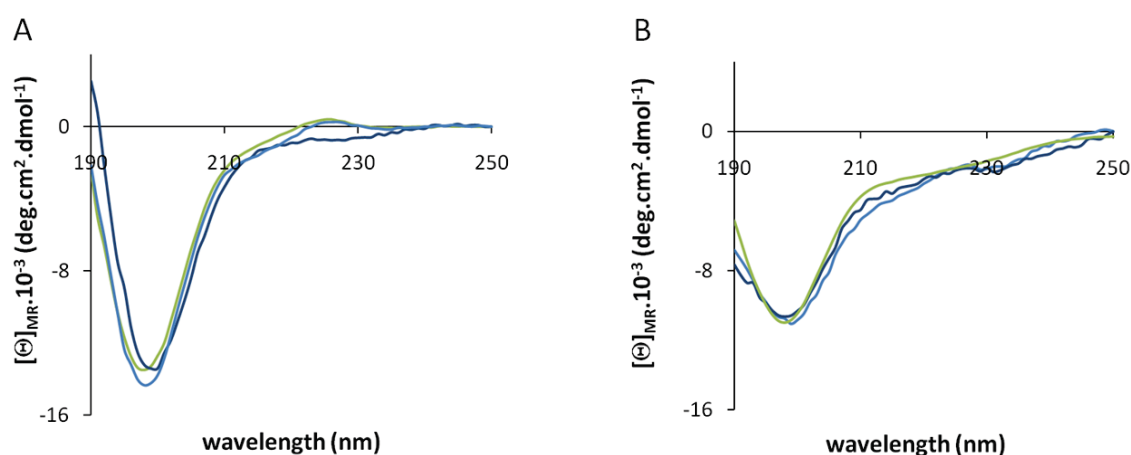 A
[Θ]MR.10⁻³ (deg.cm².dmol⁻¹)
0
190 210 230 250
-8
-16
wavelength (nm)
B
[Θ]MR.10⁻³ (deg.cm².dmol⁻¹)
0
190 210 230 250
-8
-16
wavelength (nm)